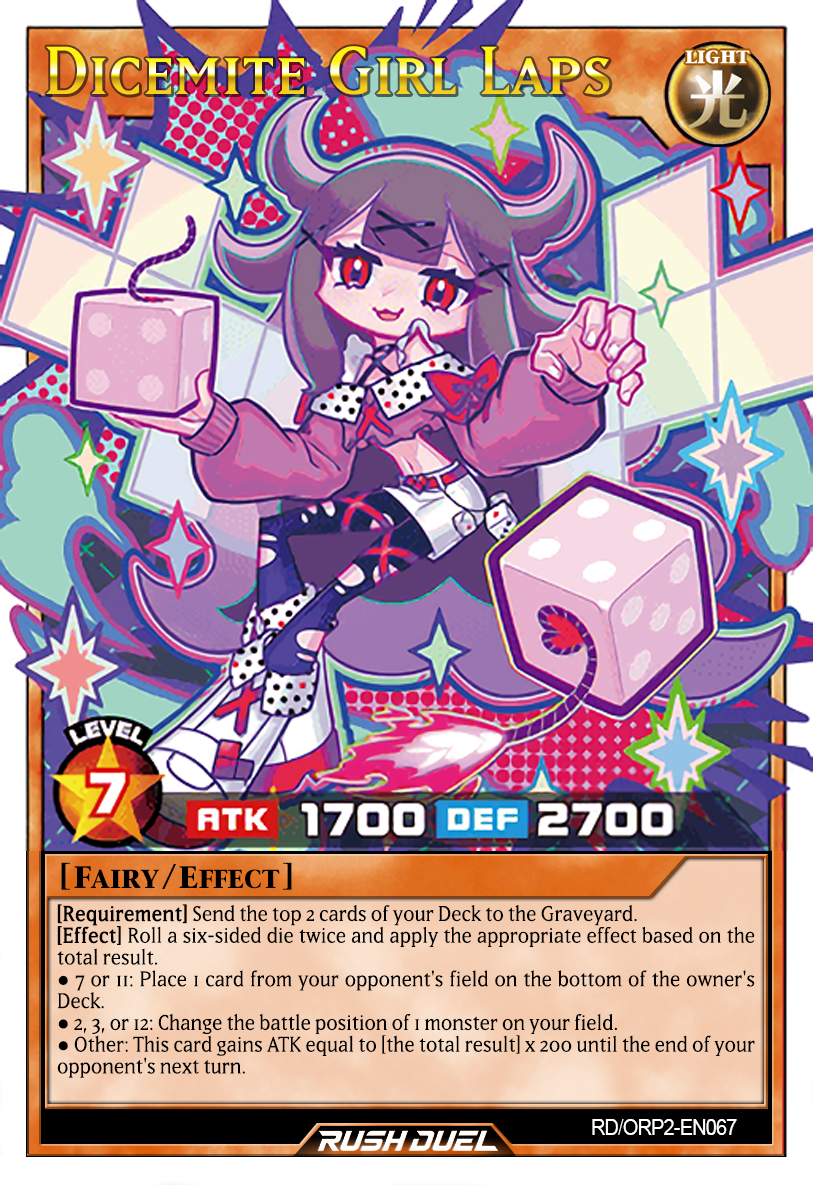 Dicemite Girl Laps
LIGHT
光
LEVEL
7
ATK 1700 DEF 2700
[Fairy/Effect]
[Requirement] Send the top 2 cards of your Deck to the Graveyard.
[Effect] Roll a six-sided die twice and apply the appropriate effect based on the
total result.
● 7 or 11: Place 1 card from your opponent's field on the bottom of the owner's
Deck.
● 2, 3, or 12: Change the battle position of 1 monster on your field.
● Other: This card gains ATK equal to [the total result] x 200 until the end of your
opponent's next turn.
RD/ORP2-EN067
RUSH DUEL